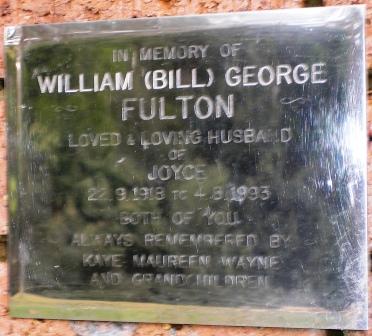 IN MEMORY OF
WILLIAM (BILL) GEORGE
FULTON
LOVED & LOVING HUSBAND
OF
JOYCE
22.9.1918 TO 4.8.1993
BOTH OF YOU
ALWAYS REMEMBERED BY
KAYE MAUREEN WAYNE
AND GRANDCHILDREN